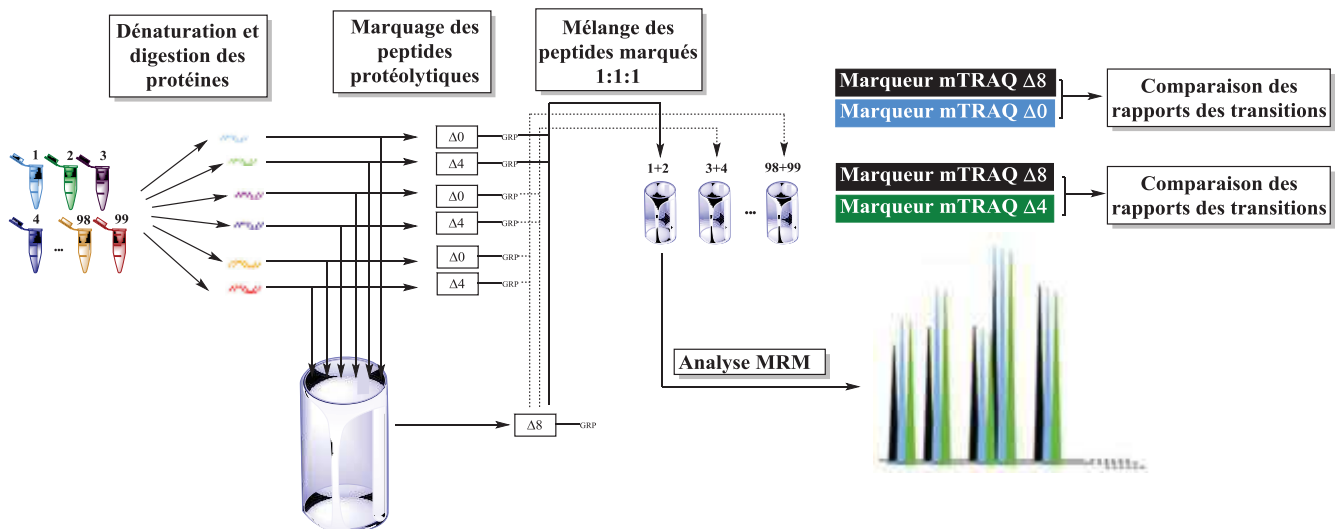 Dénaturation et
digestion des
protéines
Marquage des
peptides
protéolytiques
Mélange des
peptides marqués
1:1:1
Marqueur mTRAQ Δ8
Marqueur mTRAQ Δ0
Comparaison des
rapports des transitions
Marqueur mTRAQ Δ8
Marqueur mTRAQ Δ4
Comparaison des
rapports des transitions
1 2 3
4 ... 98 99
Δ0 GRP
Δ4 GRP
Δ0 GRP
Δ4 GRP
Δ0 GRP
Δ4 GRP
1+2 3+4 98+99
...
Analyse MRM
Δ8 GRP